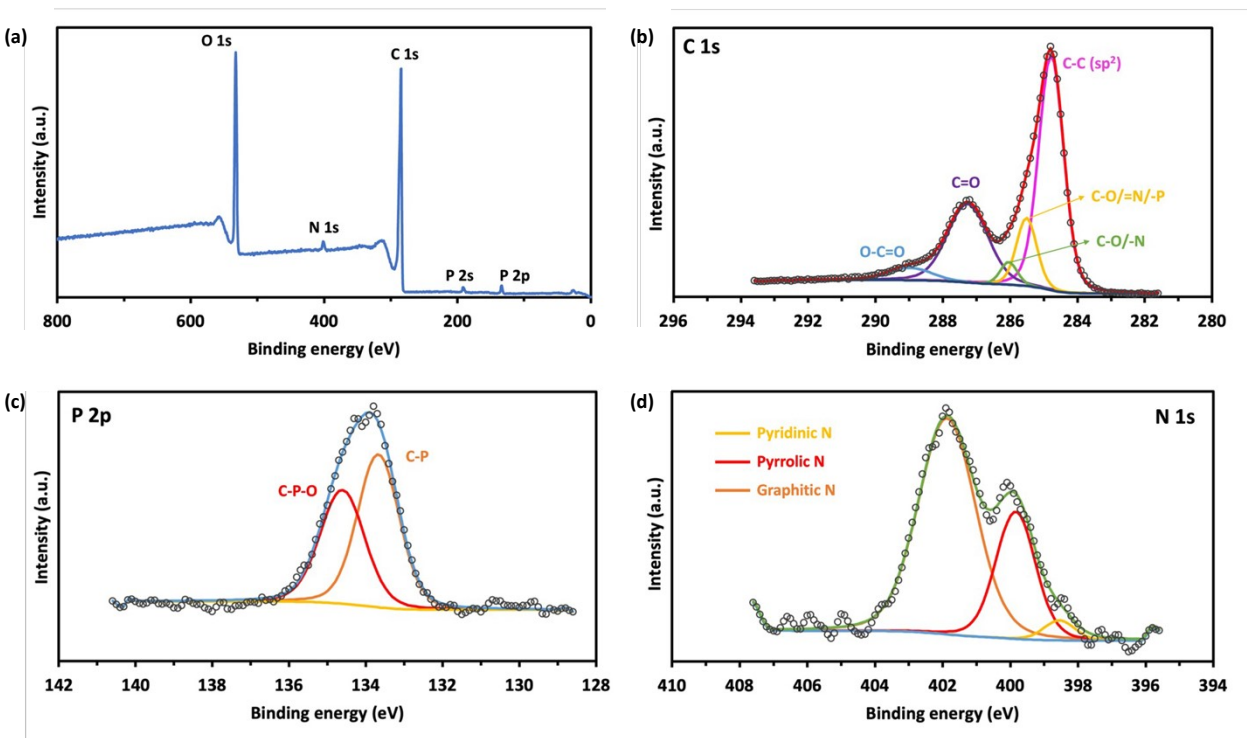 (a)
O 1s
C 1s
N 1s
P 2s
P 2p
Intensity (a.u.)
800
600
400
200
0
Binding energy (eV)
(b)
C 1s
C-C (sp²)
C=O
C-O/=N/-P
C-O/-N
O-C=O
Intensity (a.u.)
296
294
292
290
288
286
284
282
280
Binding energy (eV)
(c)
P 2p
C-P
C-P-O
Intensity (a.u.)
142
140
138
136
134
132
130
128
Binding energy (eV)
(d)
N 1s
Pyridinic N
Pyrrolic N
Graphitic N
Intensity (a.u.)
410
408
406
404
402
400
398
396
394
Binding energy (eV)